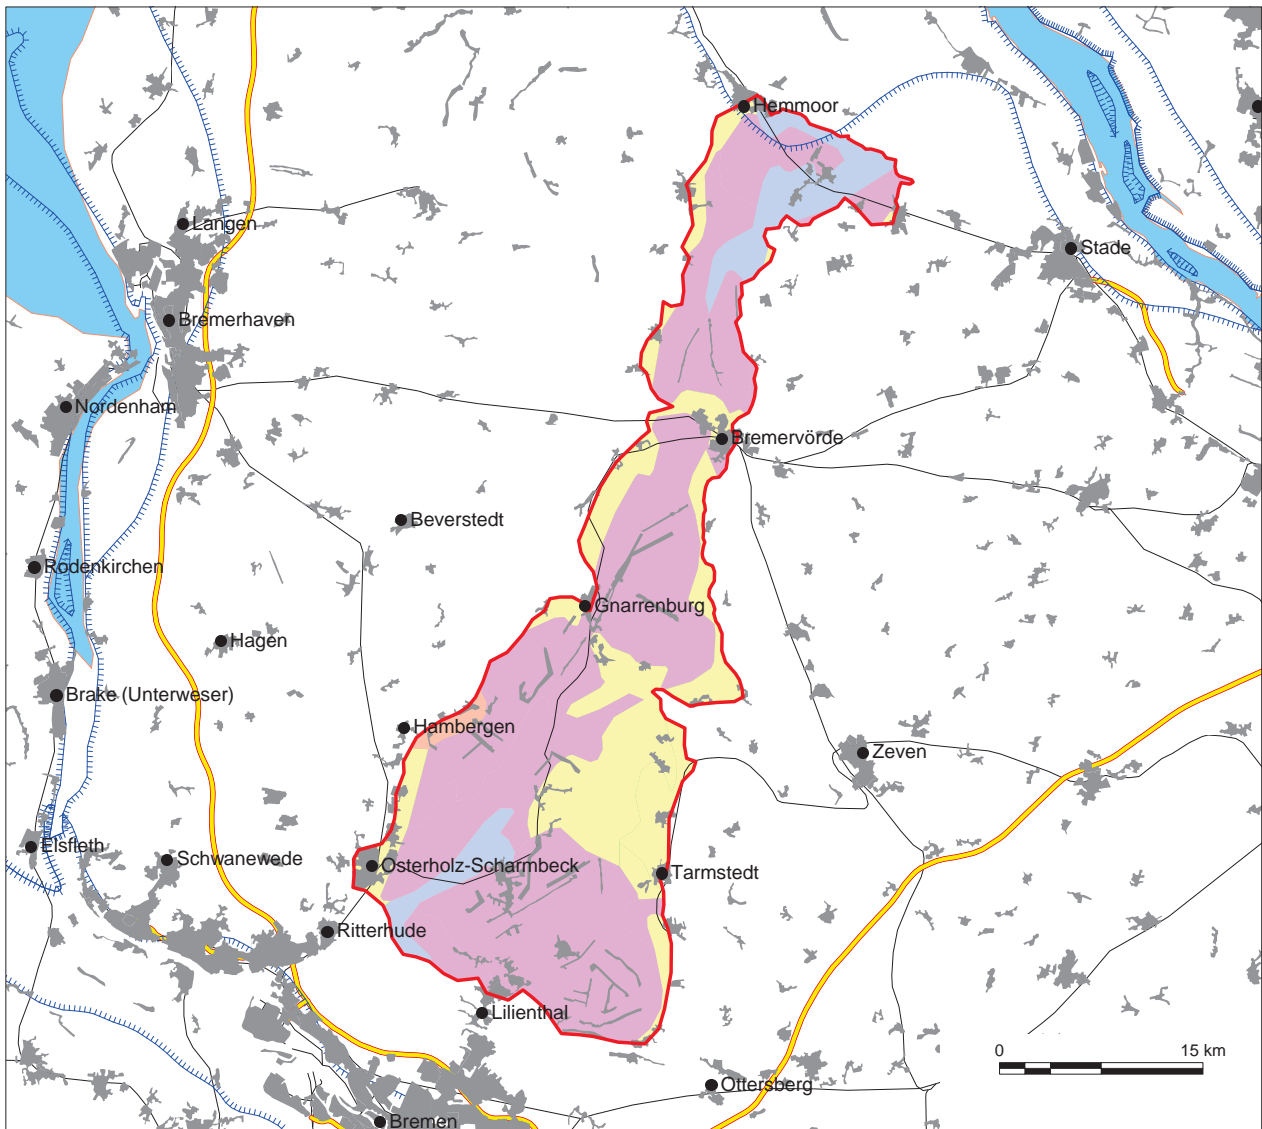 Hemmoor
Langen
Stade
Bremerhaven
Nordenham
Bremervörde
Beverstedt
Rodenkirchen
Gnarrenburg
Hagen
Brake (Unterweser)
Hambergen
Zeven
Elsfleth
Schwanewede
Osterholz-Scharmbeck
Tarmstedt
Ritterhude
Lilienthal
0 15 km
Ottersberg
Bremen